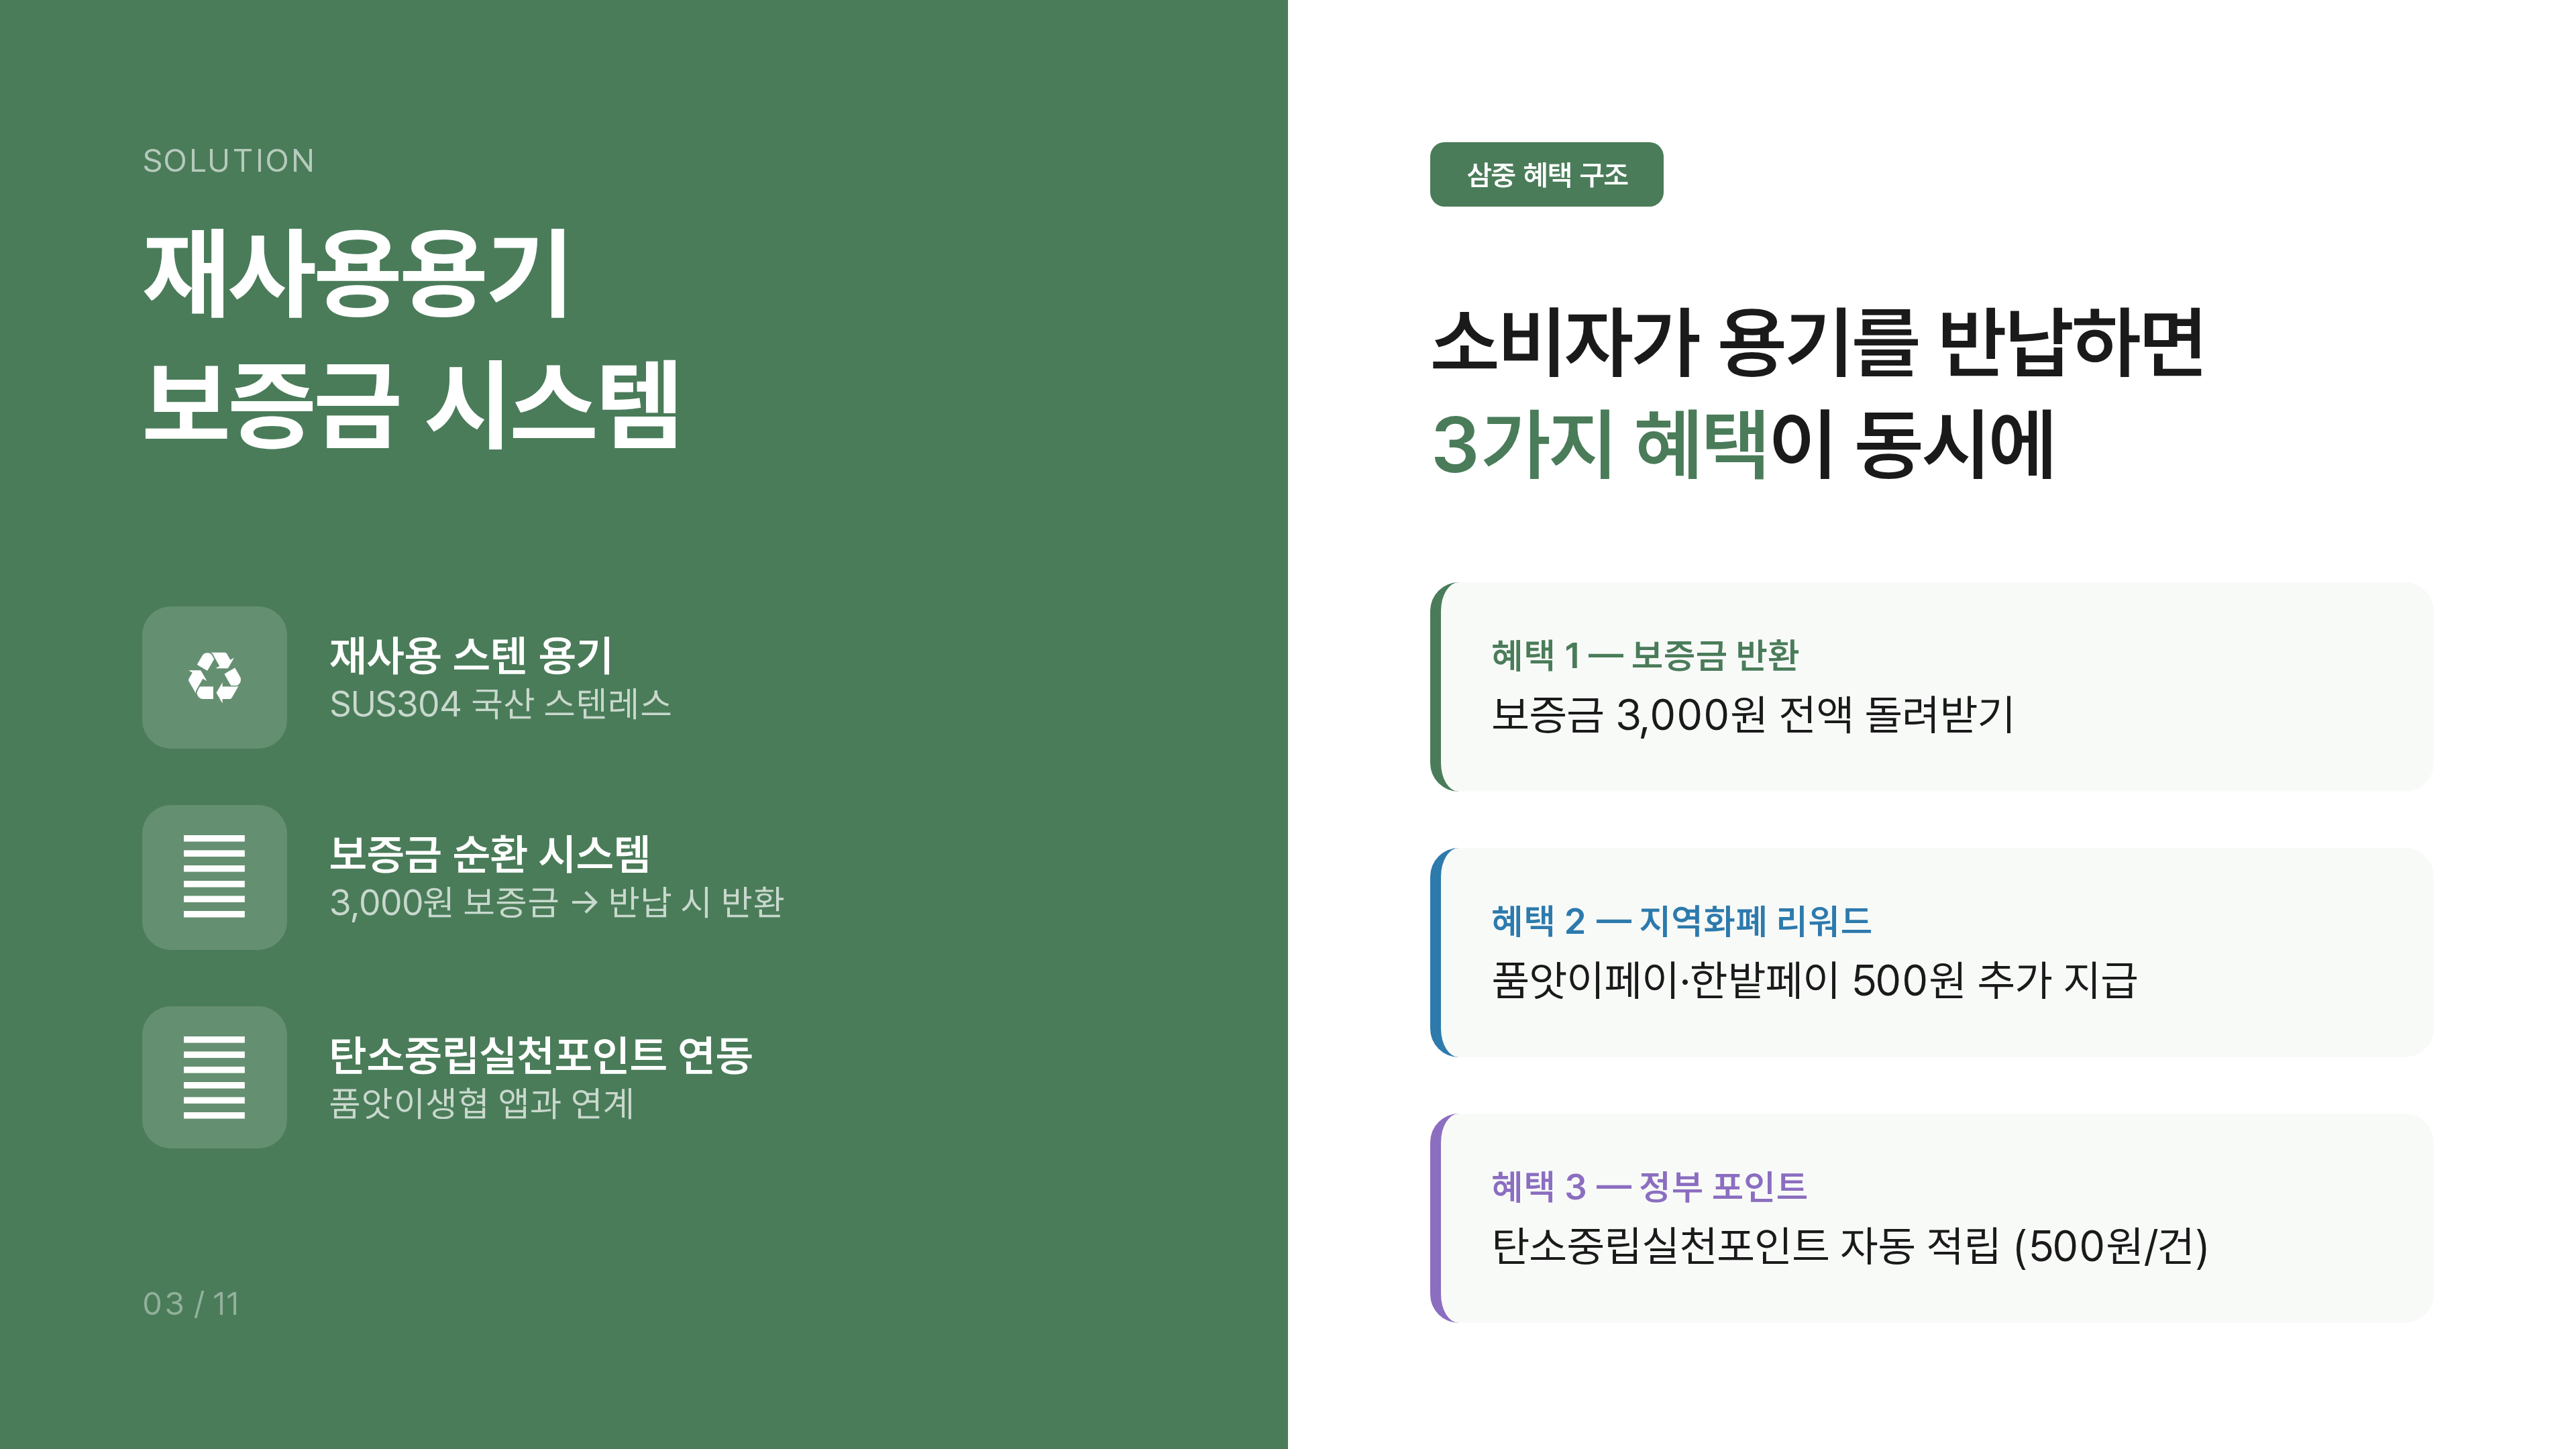 SOLUTION
재사용용기
보증금 시스템
♻
재사용 스텐 용기
SUS304 국산 스텐레스
보증금 순환 시스템
3,000원 보증금 → 반납 시 반환
탄소중립실천포인트 연동
품앗이생협 앱과 연계
03 / 11
삼중 혜택 구조
소비자가 용기를 반납하면
3가지 혜택이 동시에
혜택 1 — 보증금 반환
보증금 3,000원 전액 돌려받기
혜택 2 — 지역화폐 리워드
품앗이페이·한밭페이 500원 추가 지급
혜택 3 — 정부 포인트
탄소중립실천포인트 자동 적립 (500원/건)